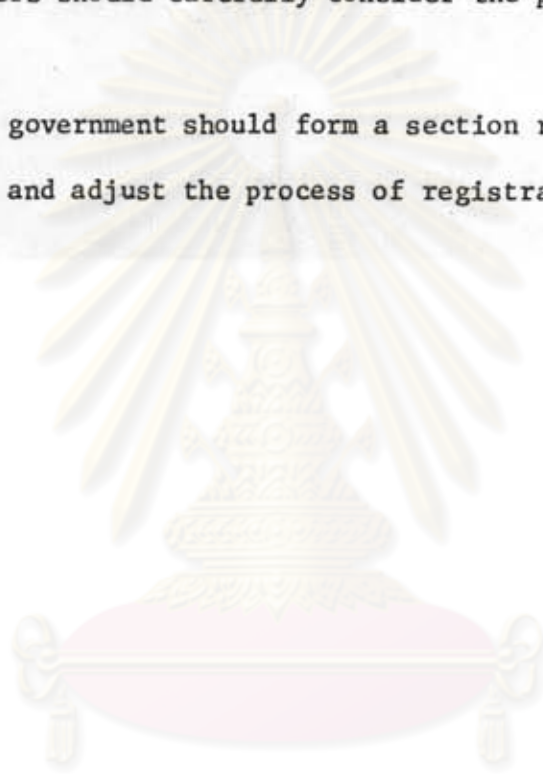 should carefully consider the
government should form a section
and adjust the process of